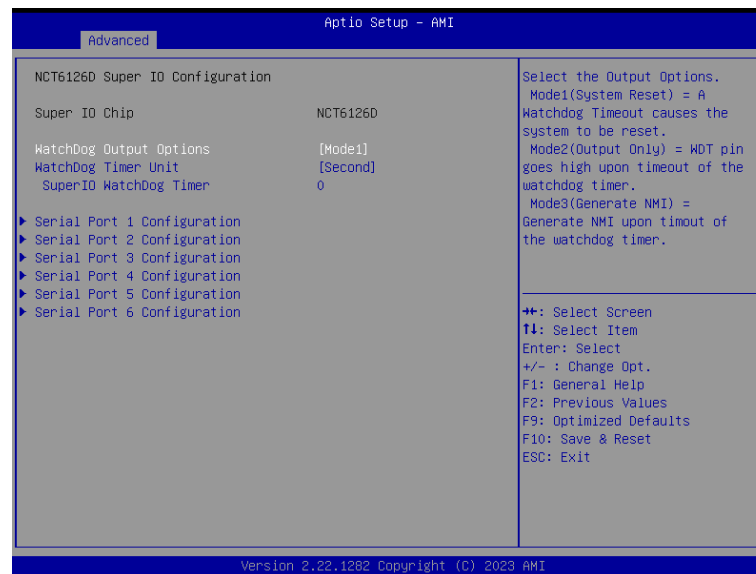 Aptio Setup - AMI
Advanced
NCT6126D Super IO Configuration
Super IO Chip NCT6126D
WatchDog Output Options [Mode1]
WatchDog Timer Unit [Second]
SuperIO WatchDog Timer 0
Serial Port 1 Configuration
Serial Port 2 Configuration
Serial Port 3 Configuration
Serial Port 4 Configuration
Serial Port 5 Configuration
Serial Port 6 Configuration
Select the Output Options.
Mode1(System Reset) = A
Watchdog Timeout causes the
system to be reset.
Mode2(Output Only) = WDT pin
goes high upon timeout of the
watchdog timer.
Mode3(Generate NMI) =
Generate NMI upon timout of
the watchdog timer.
→←: Select Screen
↑↓: Select Item
Enter: Select
+/- : Change Opt.
F1: General Help
F2: Previous Values
F9: Optimized Defaults
F10: Save & Reset
ESC: Exit
Version 2.22.1282 Copyright (C) 2023 AMI